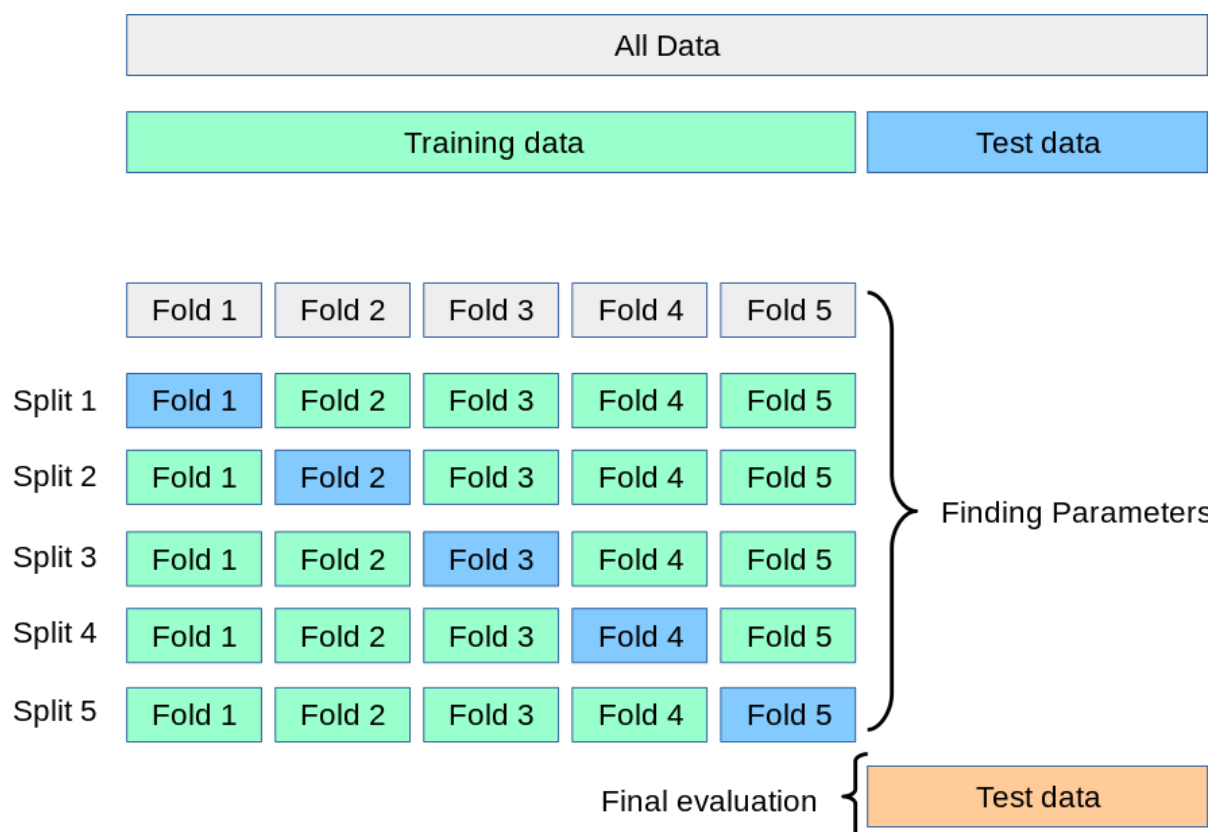 All Data
Training data Test data
Fold 1 Fold 2 Fold 3 Fold 4 Fold 5
Split 1 Fold 1 Fold 2 Fold 3 Fold 4 Fold 5
Split 2 Fold 1 Fold 2 Fold 3 Fold 4 Fold 5
Finding Parameters
Split 3 Fold 1 Fold 2 Fold 3 Fold 4 Fold 5
Split 4 Fold 1 Fold 2 Fold 3 Fold 4 Fold 5
Split 5 Fold 1 Fold 2 Fold 3 Fold 4 Fold 5
Final evaluation Test data